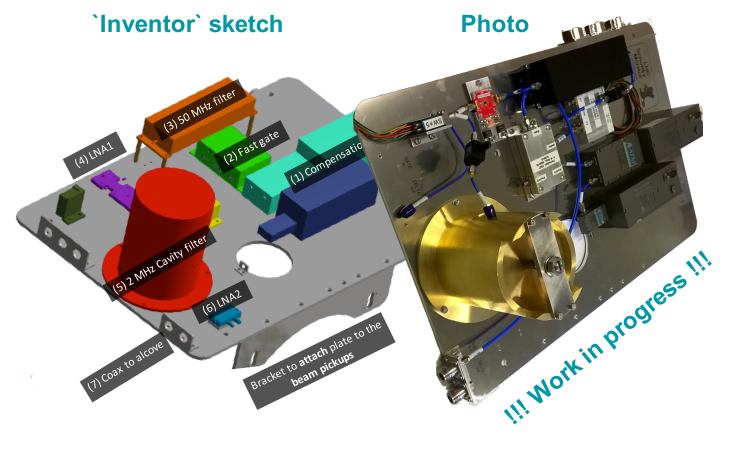 `Inventor` sketch
Photo
(3) 50 MHz filter
(2) Fast gate
(1) Compensatio
(4) LNA1
(5) 2 MHz Cavity filter
(6) LNA2
(7) Coax to alcove
Bracket to attach plate to the
beam pickups
!!! Work in progress !!!